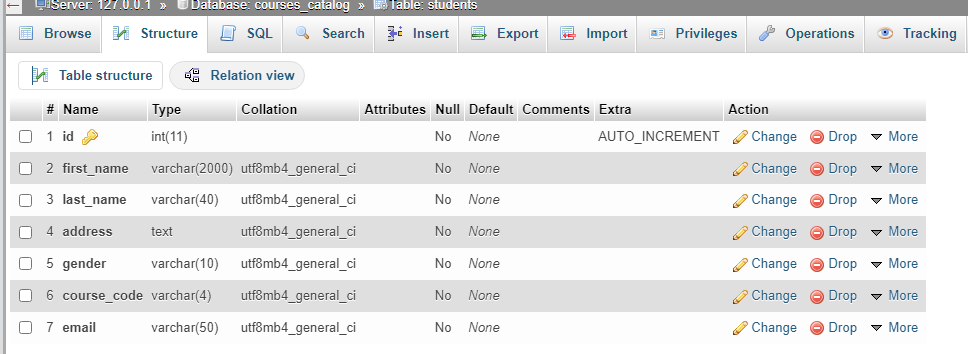 Server: 127.0.0.1 » Database: courses_catalog » Table: students
Browse Structure SQL Search Insert Export Import Privileges Operations Tracking
Table structure Relation view
# Name Type Collation Attributes Null Default Comments Extra Action
1 id int(11) No None AUTO_INCREMENT Change Drop More
2 first_name varchar(2000) utf8mb4_general_ci No None Change Drop More
3 last_name varchar(40) utf8mb4_general_ci No None Change Drop More
4 address text utf8mb4_general_ci No None Change Drop More
5 gender varchar(10) utf8mb4_general_ci No None Change Drop More
6 course_code varchar(4) utf8mb4_general_ci No None Change Drop More
7 email varchar(50) utf8mb4_general_ci No None Change Drop More